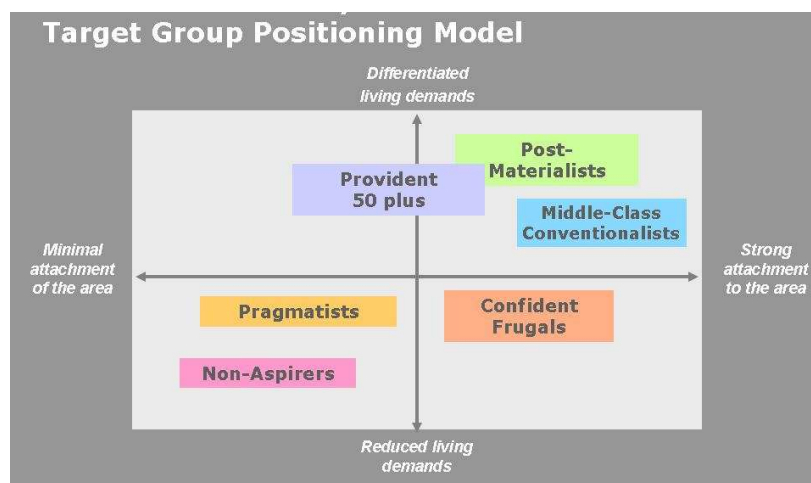 Target Group Positioning Model
Differentiated
living demands
Post-
Materialists
Provident
50 plus
Middle-Class
Conventionalists
Minimal
attachment
of the area
Strong
attachment
to the area
Pragmatists
Confident
Frugals
Non-Aspirers
Reduced living
demands